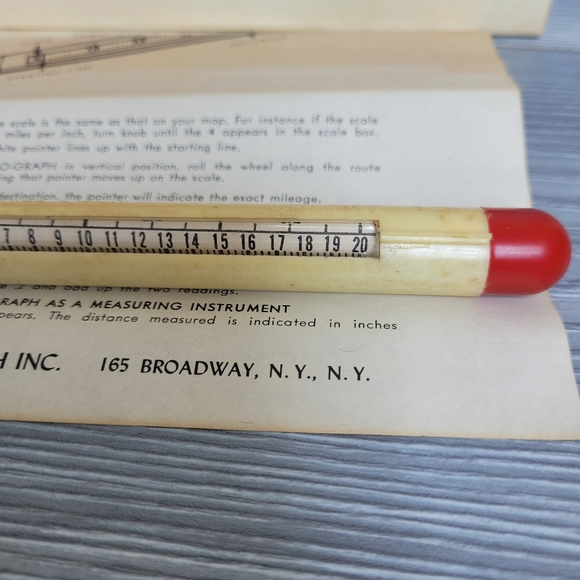 scale is the same as that on your map. For instance if the scale
miles per inch, turn knob until the 4 appears in the scale box.
pointer lines up with the starting line.
O-GRAPH in vertical position, roll the wheel along the route
that pointer moves up on the scale.
destination, the pointer will indicate the exact mileage.
7 8 9 10 11 12 13 14 15 16 17 18 19 20
2 and add up the two readings.
RAPH AS A MEASURING INSTRUMENT
pears. The distance measured is indicated in inches
H INC. 165 BROADWAY, N.Y., N.Y.